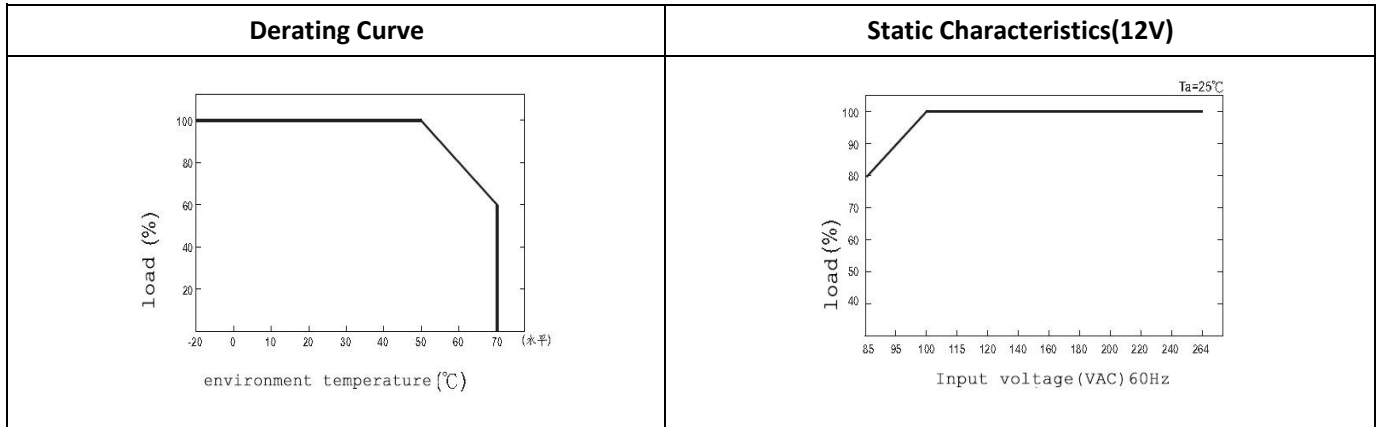 Derating Curve
100
80
60
40
20
-20 0 10 20 30 40 50 60 70 (水平)
load (%)
environment temperature(℃)
Static Characteristics(12V)
Ta=25℃
100
90
80
70
60
50
40
85 95 100 115 120 140 160 180 200 220 240 264
load(%)
Input voltage(VAC)60Hz